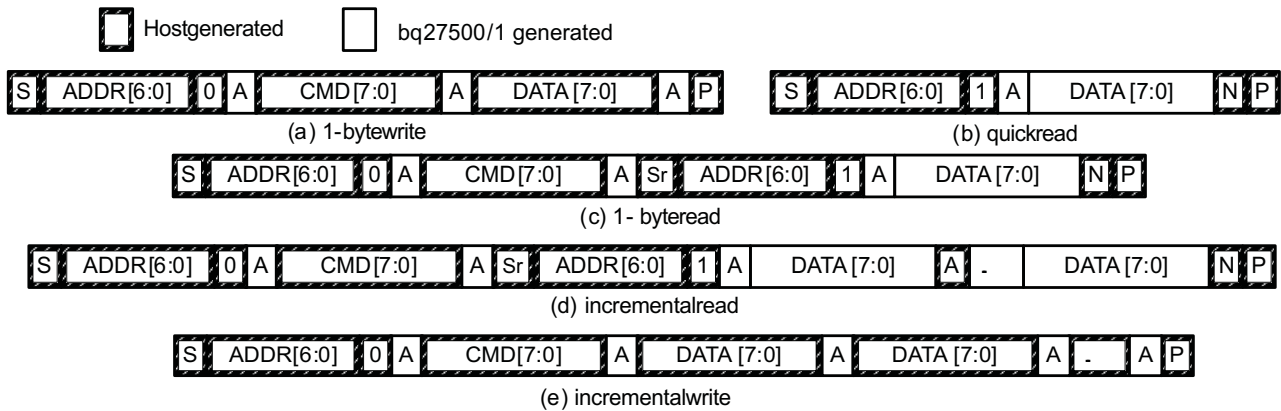 Hostgenerated bq27500/1 generated
S ADDR[6:0] 0 A CMD[7:0] A DATA[7:0] A P S ADDR[6:0] 1 A DATA[7:0] N P
(a) 1-bytewrite (b) quickread
S ADDR[6:0] 0 A CMD[7:0] A Sr ADDR[6:0] 1 A DATA[7:0] N P
(c) 1- byteread
S ADDR[6:0] 0 A CMD[7:0] A Sr ADDR[6:0] 1 A DATA[7:0] A . DATA[7:0] N P
(d) incrementalread
S ADDR[6:0] 0 A CMD[7:0] A DATA [7:0] A DATA [7:0] A . A P
(e) incrementalwrite